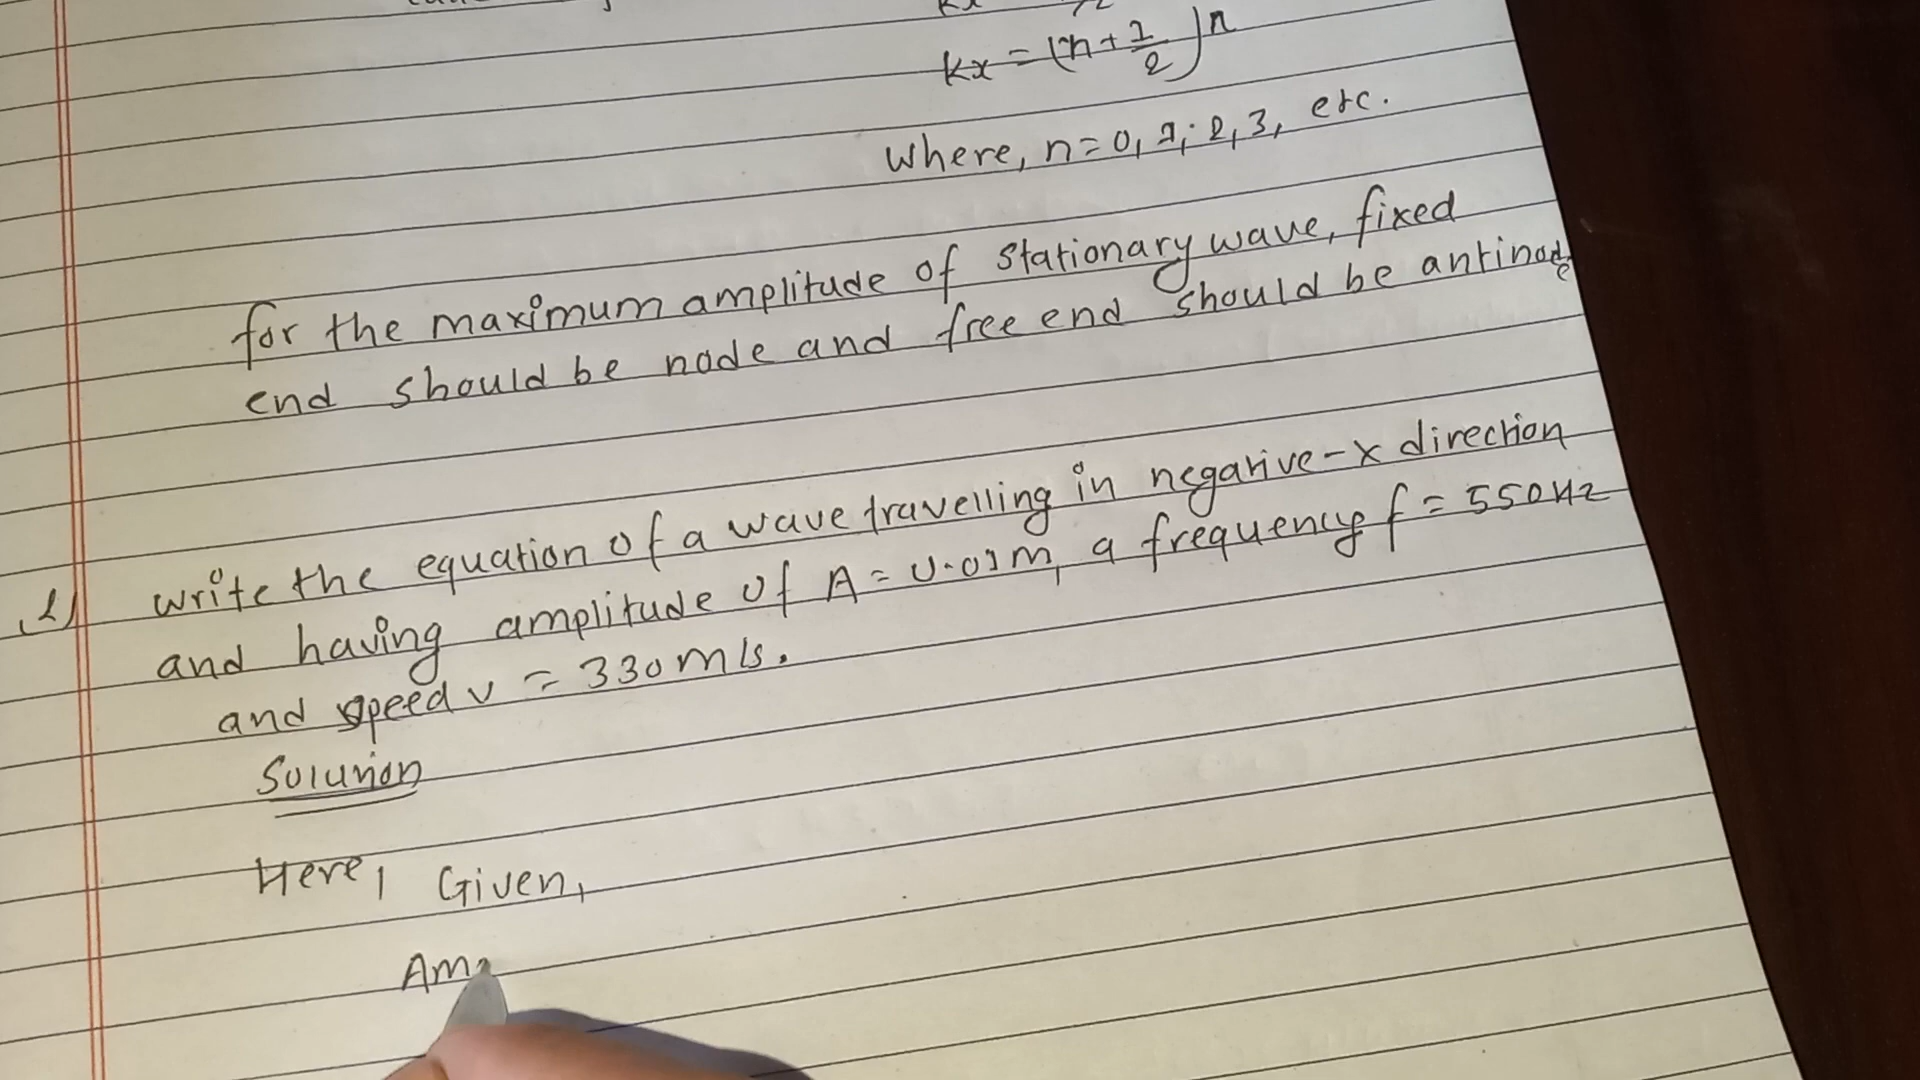 kx = (n + 1/2)π
Where, n = 0, 1, 2, 3, etc.
for the maximum amplitude of stationary wave, fixed
end should be node and free end should be antinode
2) write the equation of a wave travelling in negative-x direction
and having amplitude of A = 0.01m, a frequency f = 550Hz
and speed v = 330m/s.
Solution
Here, Given,
Am